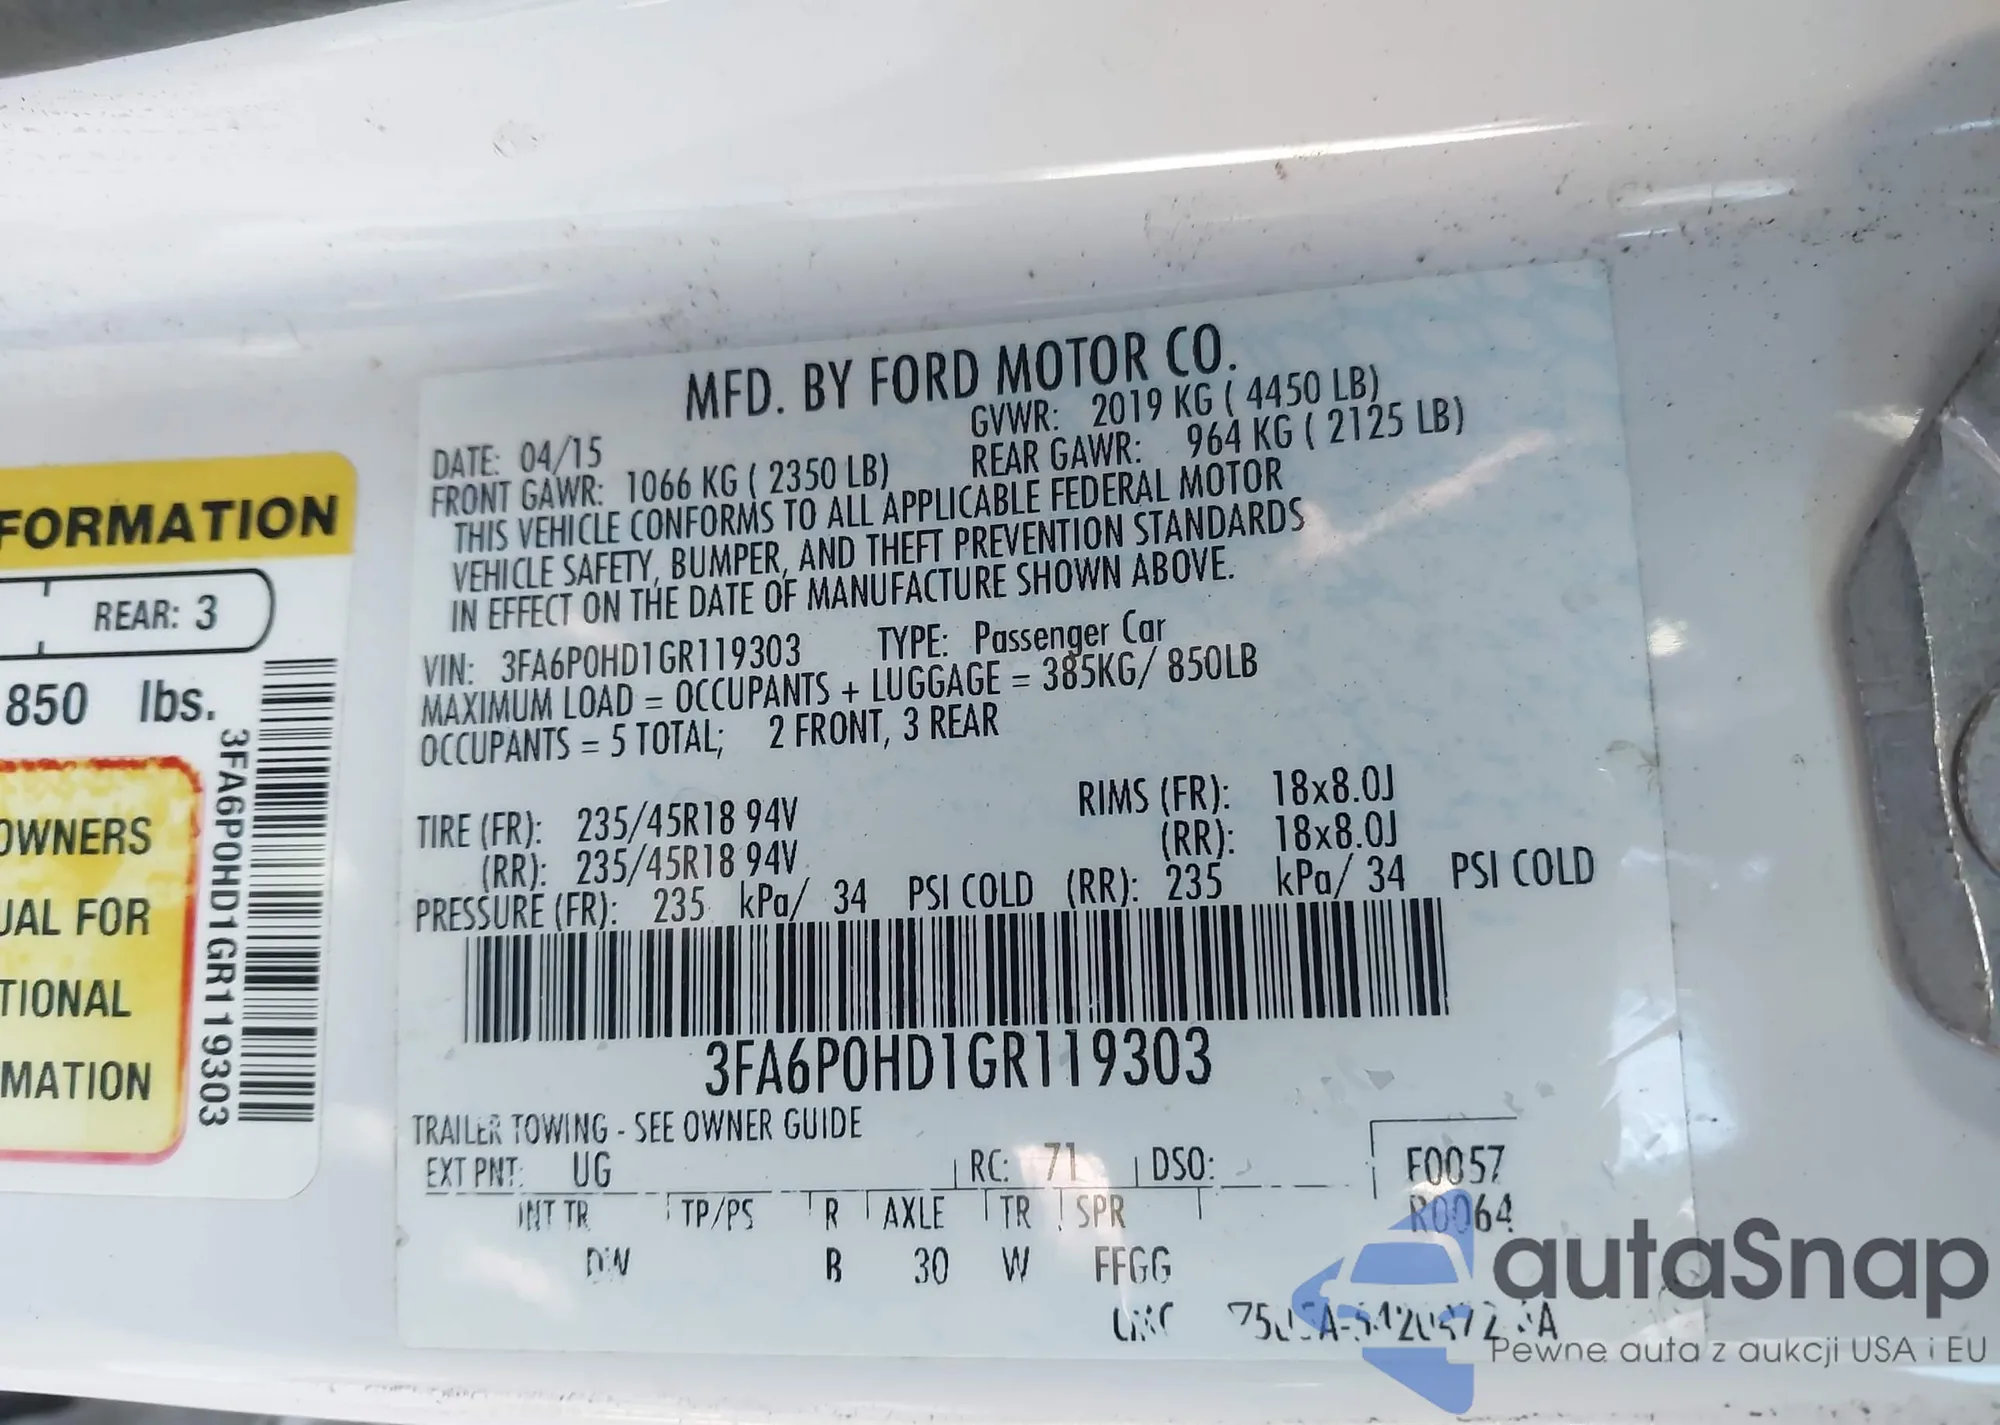 FORMATION
REAR: 3
850 lbs.
OWNERS
UAL FOR
TIONAL
MATION
3FA6P0HD1GR119303
MFD. BY FORD MOTOR CO.
DATE: 04/15 GVWR: 2019 KG ( 4450 LB)
FRONT GAWR: 1066 KG ( 2350 LB) REAR GAWR: 964 KG ( 2125 LB)
THIS VEHICLE CONFORMS TO ALL APPLICABLE FEDERAL MOTOR
VEHICLE SAFETY, BUMPER, AND THEFT PREVENTION STANDARDS
IN EFFECT ON THE DATE OF MANUFACTURE SHOWN ABOVE.
VIN: 3FA6P0HD1GR119303 TYPE: Passenger Car
MAXIMUM LOAD = OCCUPANTS + LUGGAGE = 385KG/ 850LB
OCCUPANTS = 5 TOTAL; 2 FRONT, 3 REAR
TIRE (FR): 235/45R18 94V RIMS (FR): 18x8.0J
(RR): 235/45R18 94V (RR): 18x8.0J
PRESSURE (FR): 235 kPa/ 34 PSI COLD (RR): 235 kPa/ 34 PSI COLD
3FA6P0HD1GR119303
TRAILER TOWING - SEE OWNER GUIDE
EXT PNT: UG RC: 71 DSO: F0057
INT TR TP/PS R AXLE TR SPR R0064
DW B 30 W FFGG
autaSnap
Pewne auta z aukcji USA i EU